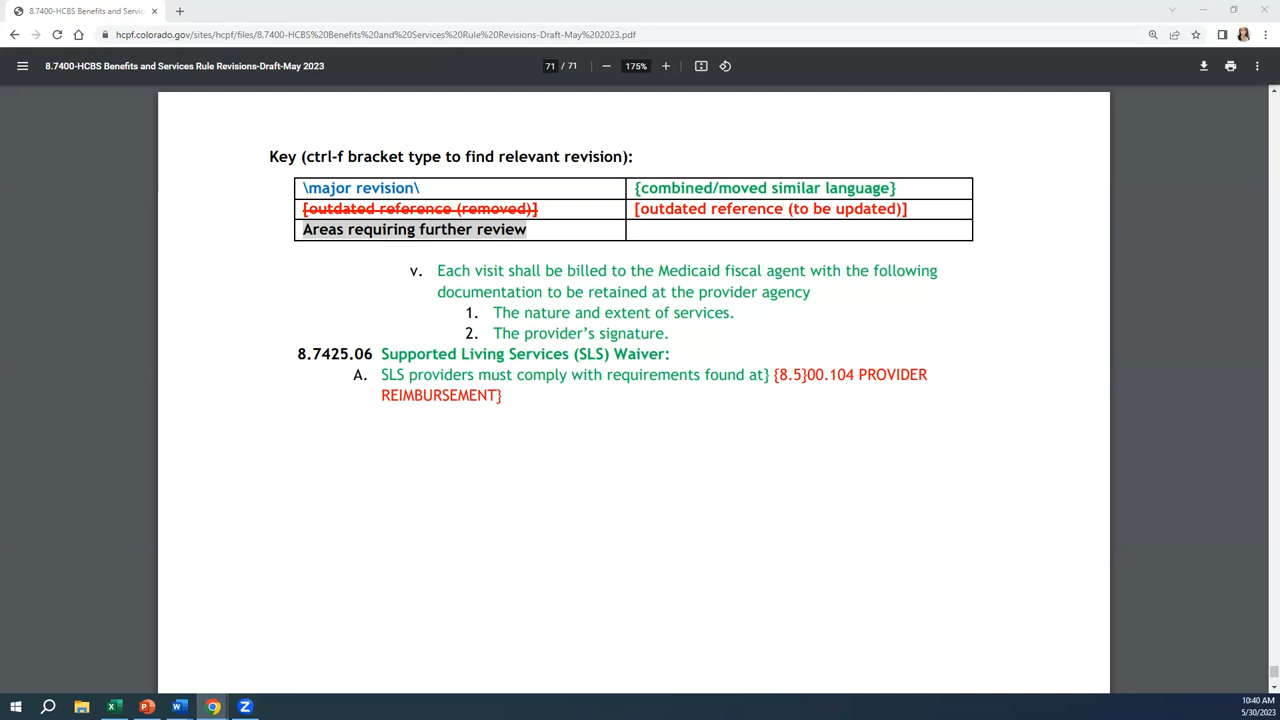 8.7400-HCBS Benefits and Servic
hcpf.colorado.gov/sites/hcpf/files/8.7400-HCBS%20Benefits%20and%20Services%20Rule%20Revisions-Draft-May%202023.pdf
8.7400-HCBS Benefits and Services Rule Revisions-Draft-May 2023
71 / 71
175%
Key (ctrl-f bracket type to find relevant revision):
\major revision\ {combined/moved similar language}
[outdated reference (removed)] [outdated reference (to be updated)]
Areas requiring further review
v. Each visit shall be billed to the Medicaid fiscal agent with the following
documentation to be retained at the provider agency
1. The nature and extent of services.
2. The provider's signature.
8.7425.06 Supported Living Services (SLS) Waiver:
A. SLS providers must comply with requirements found at} {8.5}00.104 PROVIDER
REIMBURSEMENT}
10:40 AM
5/30/2023